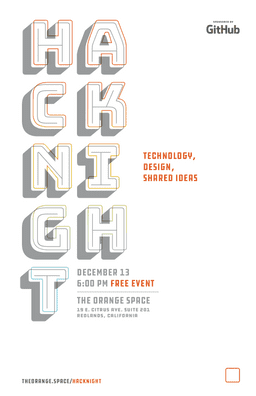 PRESENTED BY
GitHub
HA
CK
NI
GH
T
TECHNOLOGY,
DESIGN,
SHARED IDEAS
DECEMBER 13
6:00 PM FREE EVENT
THE ORANGE SPACE
19 E. CITRUS AVE. SUITE 201
REDLANDS, CALIFORNIA
THEORANGE.SPACE/HACKNIGHT